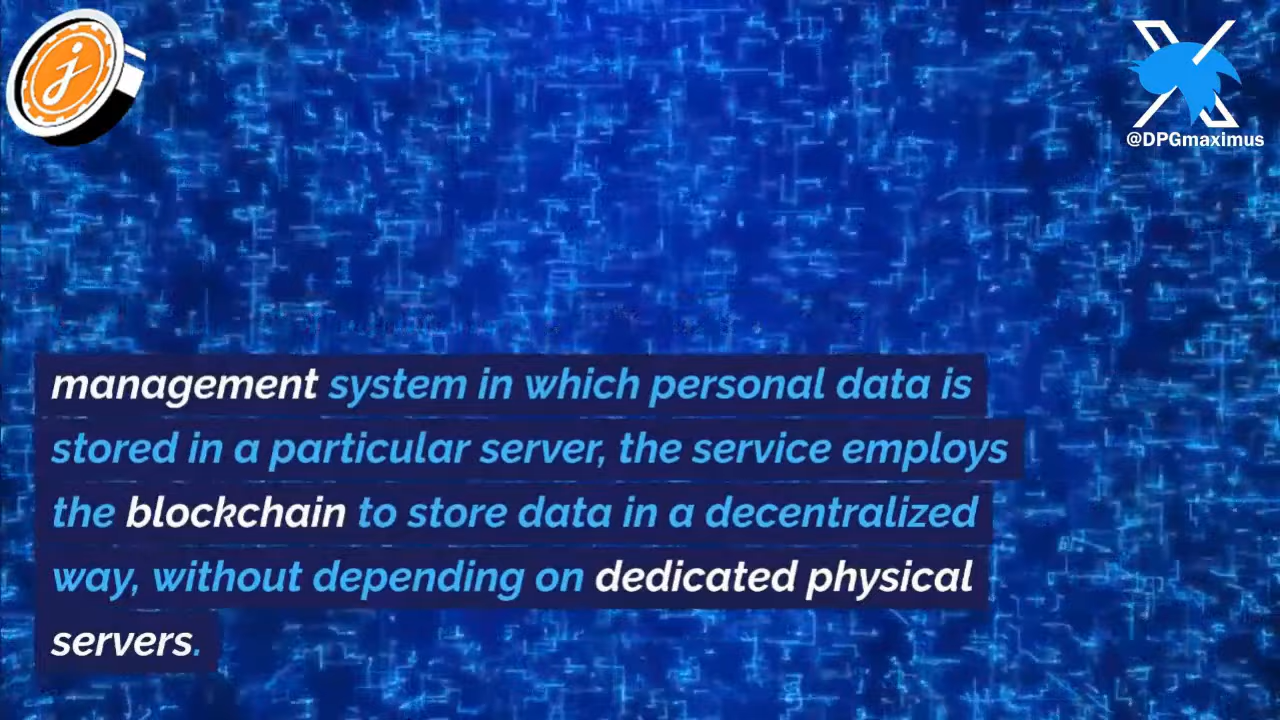 j
@DPGmaximus
management system in which personal data is
stored in a particular server, the service employs
the blockchain to store data in a decentralized
way, without depending on dedicated physical
servers.